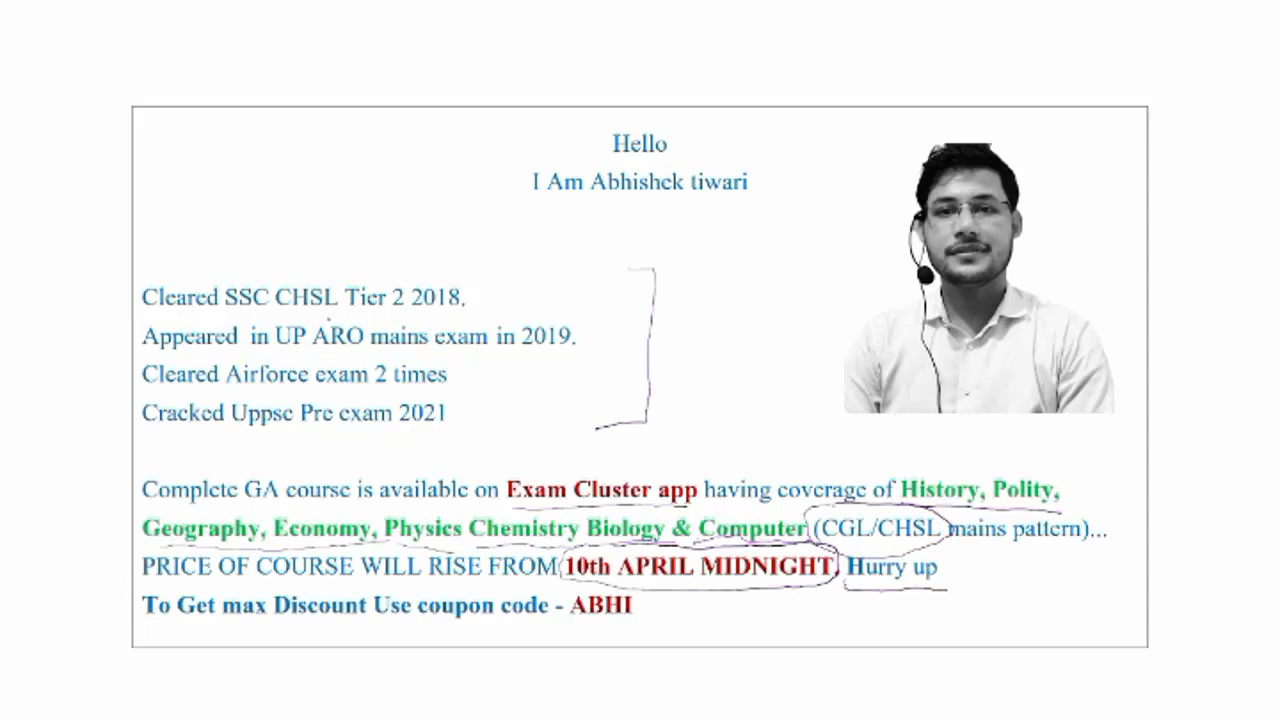 Hello
I Am Abhishek tiwari
Cleared SSC CHSL Tier 2 2018.
Appeared in UP ARO mains exam in 2019.
Cleared Airforce exam 2 times
Cracked Uppsc Pre exam 2021
Complete GA course is available on Exam Cluster app having coverage of History, Polity,
Geography, Economy, Physics Chemistry Biology & Computer (CGL/CHSL mains pattern)...
PRICE OF COURSE WILL RISE FROM 10th APRIL MIDNIGHT. Hurry up
To Get max Discount Use coupon code - ABHI